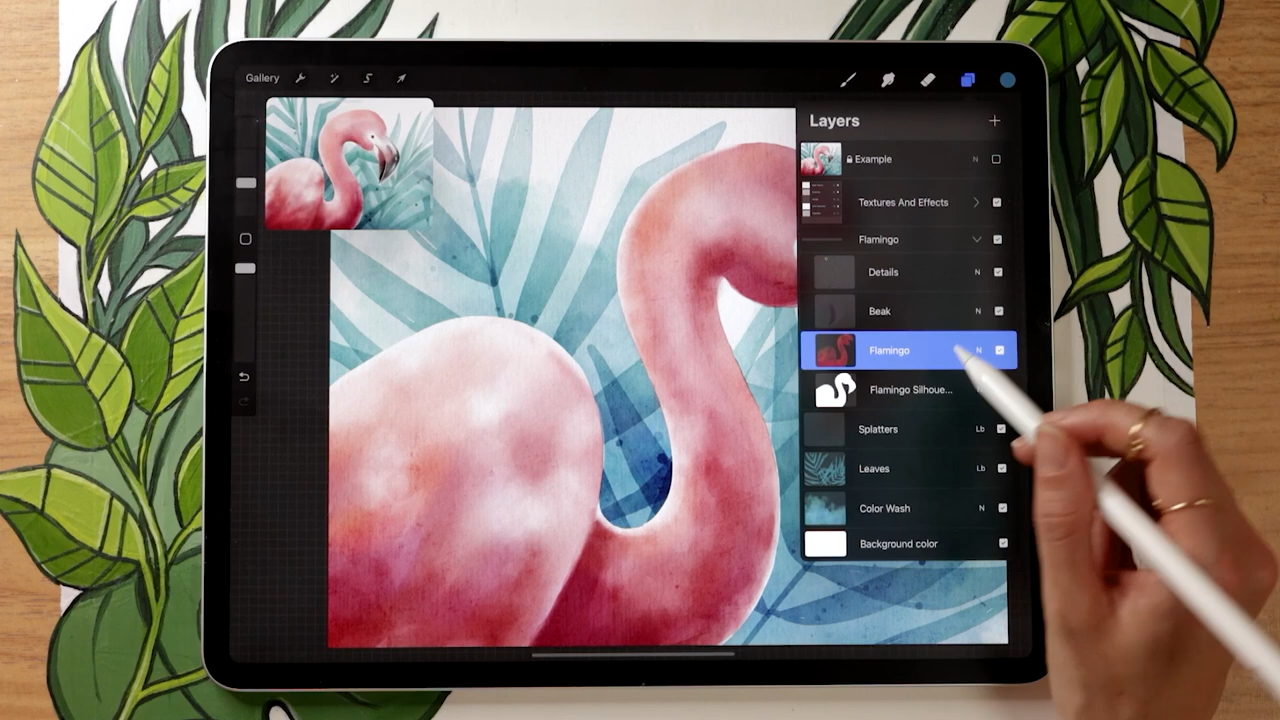 Gallery
Layers
Example N
Textures And Effects
Flamingo
Details N
Beak N
Flamingo N
Flamingo Silhoue...
Splatters Lb
Leaves Lb
Color Wash N
Background color